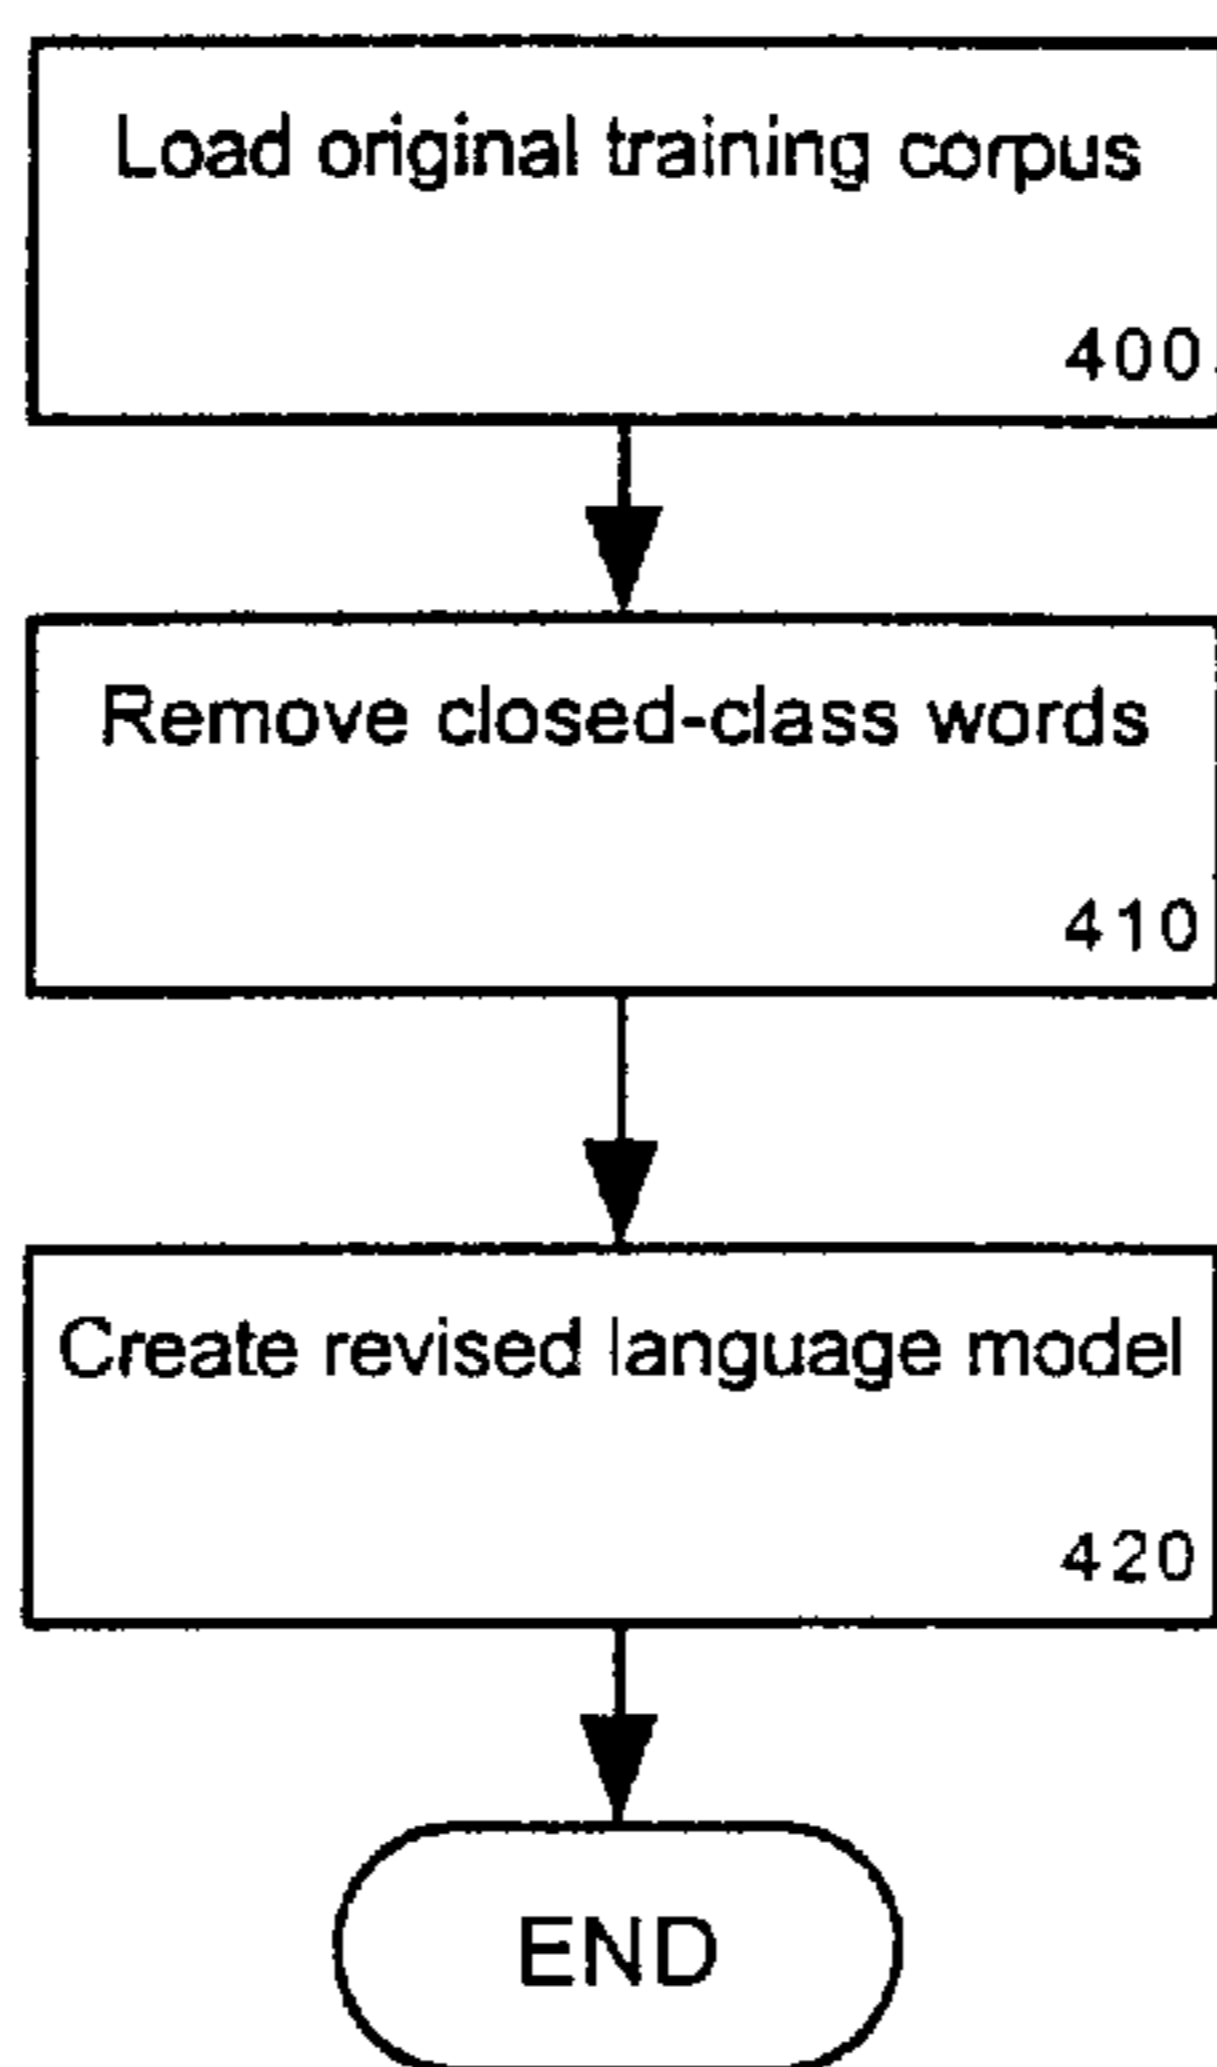 Load original training corpus
400
Remove closed-class words
410
Create revised language model
420
END